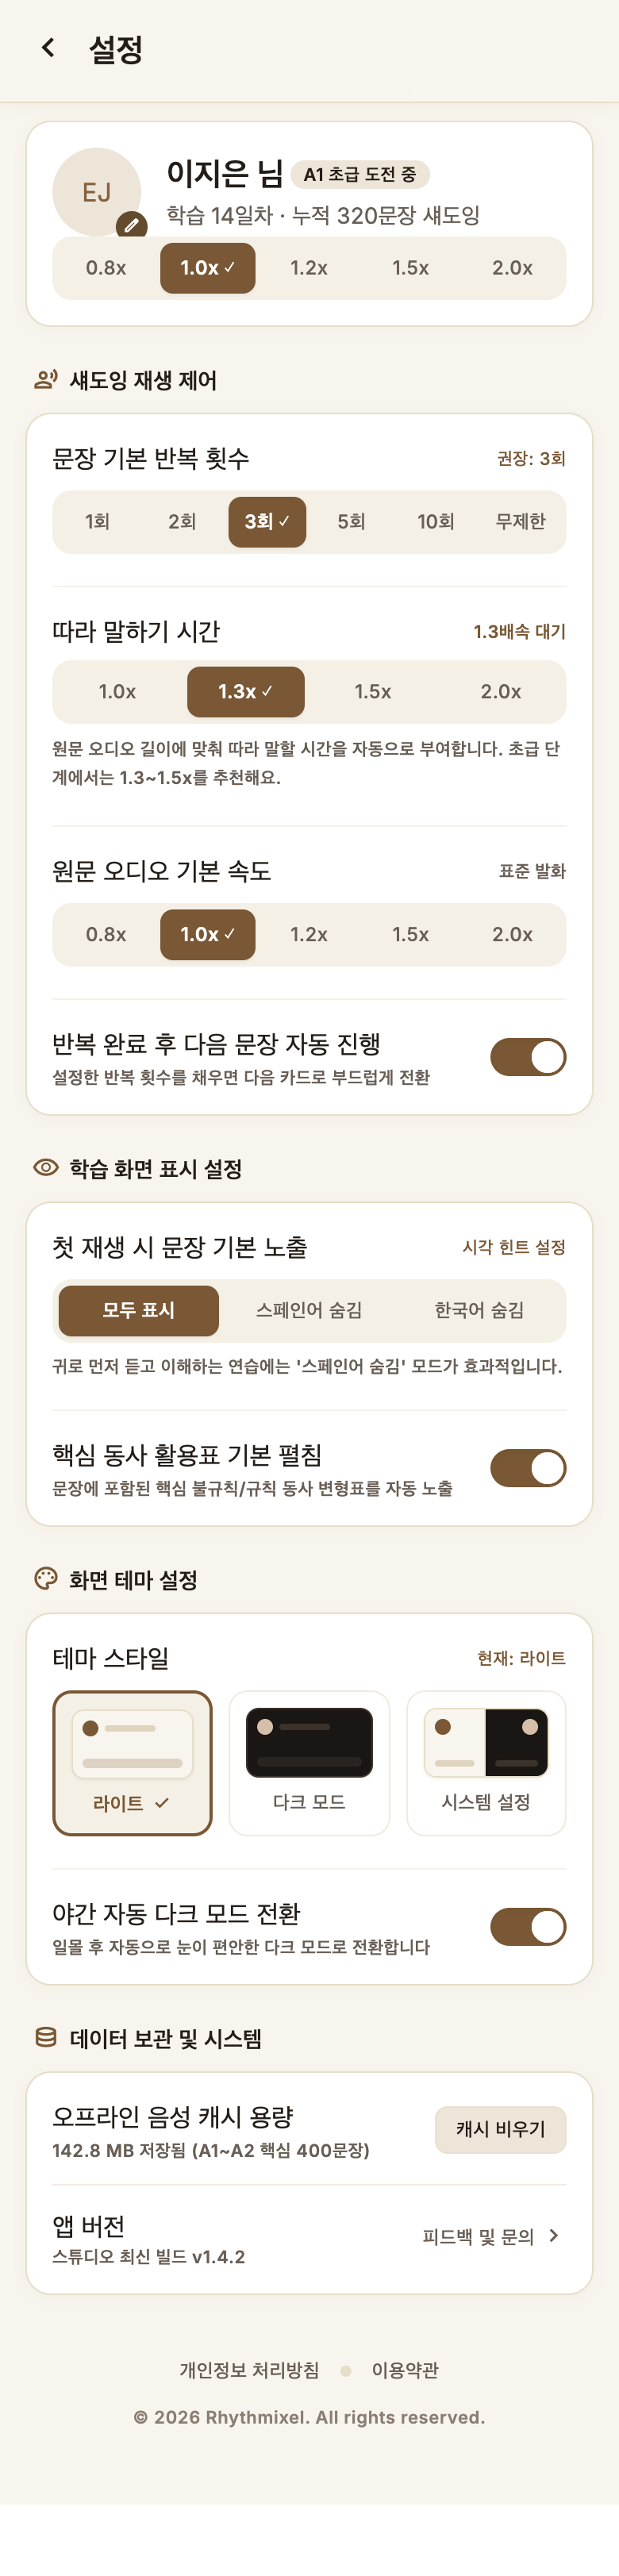 설정
EJ
이지은 님 A1 초급 도전 중
학습 14일차 · 누적 320문장 섀도잉
0.8x 1.0x ✓ 1.2x 1.5x 2.0x
섀도잉 재생 제어
문장 기본 반복 횟수 권장: 3회
1회 2회 3회 ✓ 5회 10회 무제한
따라 말하기 시간 1.3배속 대기
1.0x 1.3x ✓ 1.5x 2.0x
원문 오디오 길이에 맞춰 따라 말할 시간을 자동으로 부여합니다. 초급 단
계에서는 1.3~1.5x를 추천해요.
원문 오디오 기본 속도 표준 발화
0.8x 1.0x ✓ 1.2x 1.5x 2.0x
반복 완료 후 다음 문장 자동 진행
설정한 반복 횟수를 채우면 다음 카드로 부드럽게 전환
학습 화면 표시 설정
첫 재생 시 문장 기본 노출 시각 힌트 설정
모두 표시 스페인어 숨김 한국어 숨김
귀로 먼저 듣고 이해하는 연습에는 '스페인어 숨김' 모드가 효과적입니다.
핵심 동사 활용표 기본 펼침
문장에 포함된 핵심 불규칙/규칙 동사 변형표를 자동 노출
화면 테마 설정
테마 스타일 현재: 라이트
라이트 ✓ 다크 모드 시스템 설정
야간 자동 다크 모드 전환
일몰 후 자동으로 눈이 편안한 다크 모드로 전환합니다
데이터 보관 및 시스템
오프라인 음성 캐시 용량 캐시 비우기
142.8 MB 저장됨 (A1~A2 핵심 400문장)
앱 버전 피드백 및 문의
스튜디오 최신 빌드 v1.4.2
개인정보 처리방침 이용약관
© 2026 Rhythmixel. All rights reserved.